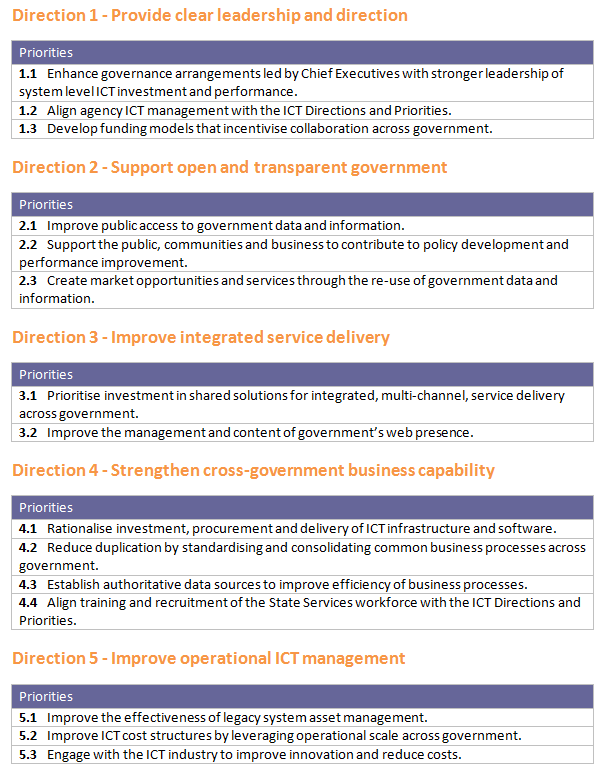 Direction 1 - Provide clear leadership and direction
Priorities
1.1 Enhance governance arrangements led by Chief Executives with stronger leadership of
system level ICT investment and performance.
1.2 Align agency ICT management with the ICT Directions and Priorities.
1.3 Develop funding models that incentivise collaboration across government.
Direction 2 - Support open and transparent government
Priorities
2.1 Improve public access to government data and information.
2.2 Support the public, communities and business to contribute to policy development and
performance improvement.
2.3 Create market opportunities and services through the re-use of government data and
information.
Direction 3 - Improve integrated service delivery
Priorities
3.1 Prioritise investment in shared solutions for integrated, multi-channel, service delivery
across government.
3.2 Improve the management and content of government's web presence.
Direction 4 - Strengthen cross-government business capability
Priorities
4.1 Rationalise investment, procurement and delivery of ICT infrastructure and software.
4.2 Reduce duplication by standardising and consolidating common business processes across
government.
4.3 Establish authoritative data sources to improve efficiency of business processes.
4.4 Align training and recruitment of the State Services workforce with the ICT Directions and
Priorities.
Direction 5 - Improve operational ICT management
Priorities
5.1 Improve the effectiveness of legacy system asset management.
5.2 Improve ICT cost structures by leveraging operational scale across government.
5.3 Engage with the ICT industry to improve innovation and reduce costs.